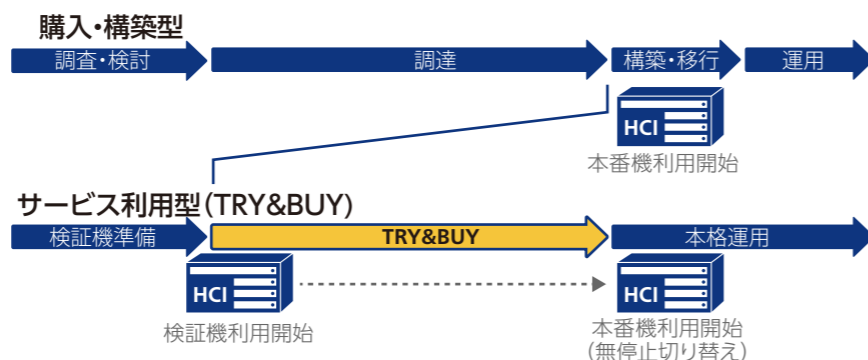 購入・構築型
調査・検討 調達 構築・移行 運用
HCI
本番機利用開始
サービス利用型(TRY&BUY)
検証機準備 TRY&BUY 本格運用
HCI HCI
検証機利用開始 本番機利用開始
(無停止切り替え)